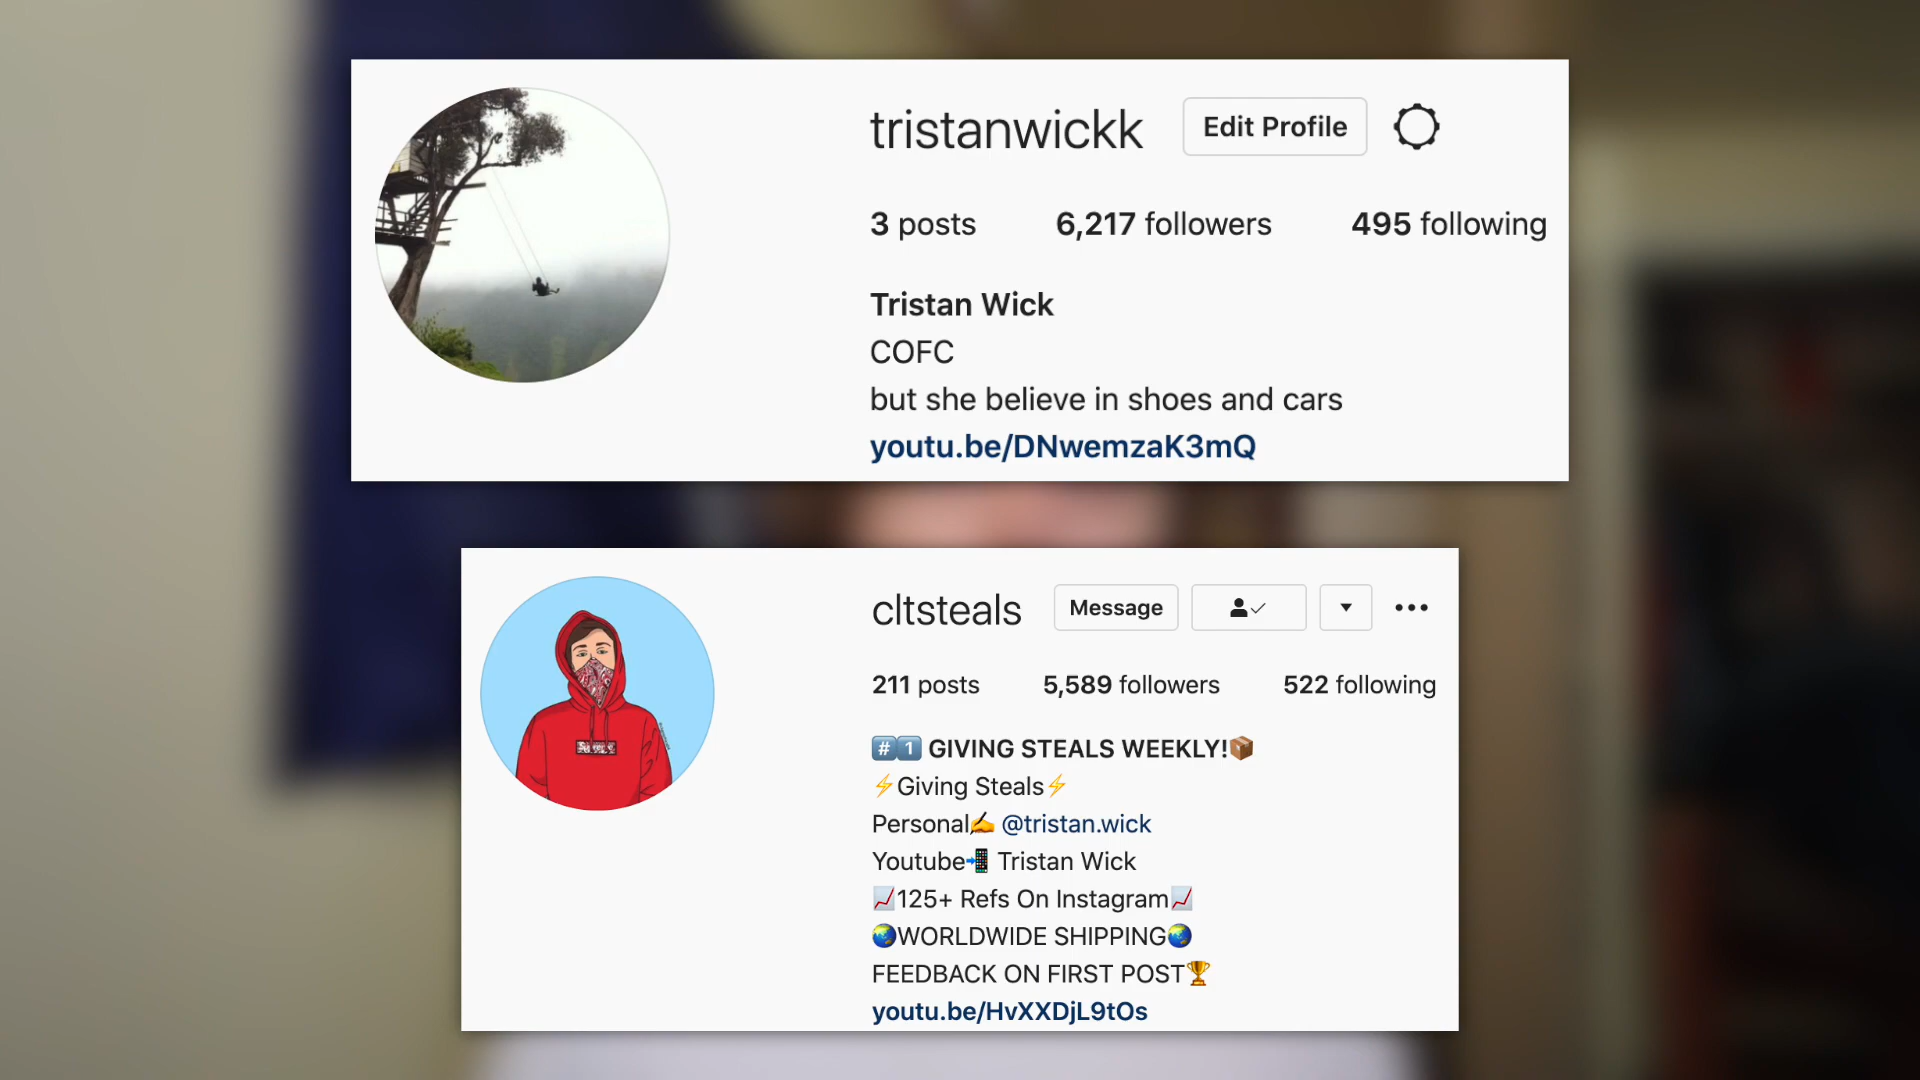 tristanwickk Edit Profile
3 posts 6,217 followers 495 following
Tristan Wick
COFC
but she believe in shoes and cars
youtu.be/DNwemzaK3mQ
cltsteals Message
211 posts 5,589 followers 522 following
#️⃣1️⃣ GIVING STEALS WEEKLY!📦
⚡Giving Steals⚡
Personal✍️ @tristan.wick
Youtube📲 Tristan Wick
📈125+ Refs On Instagram📈
🌏WORLDWIDE SHIPPING🌏
FEEDBACK ON FIRST POST🏆
youtu.be/HvXXDjL9tOs